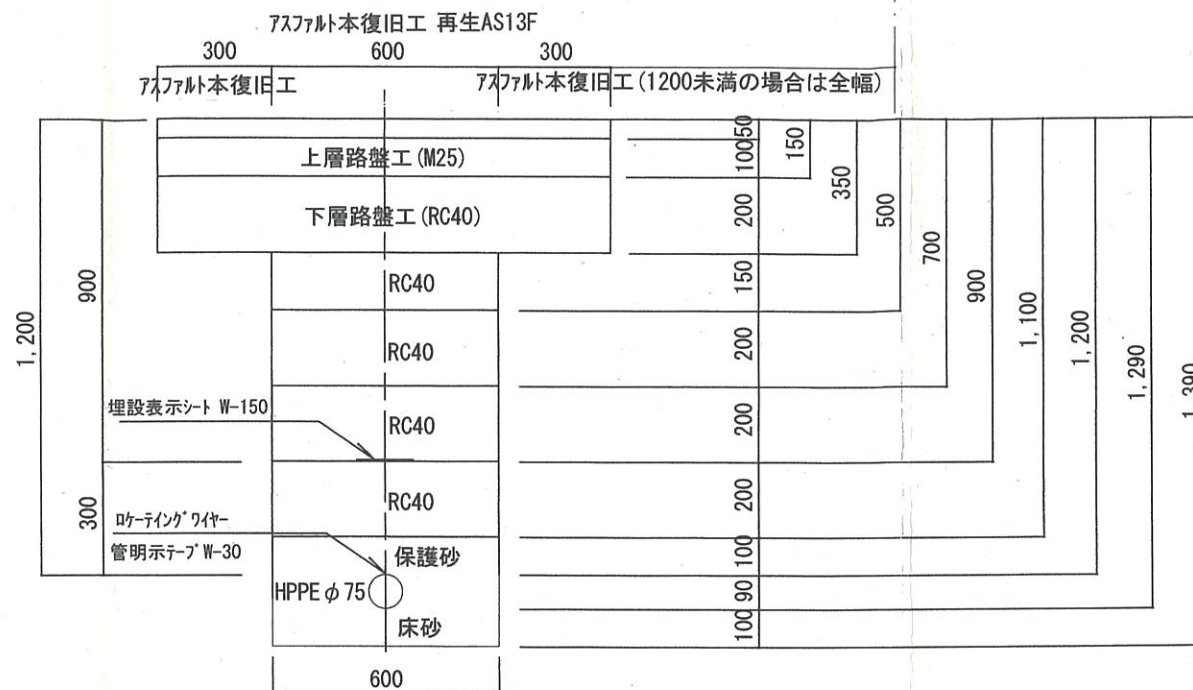 アスファルト本復旧工 再生AS13F
300
600
300
アスファルト本復旧工
アスファルト本復旧工(1200未満の場合は全幅)
上層路盤工(M25)
下層路盤工(RC40)
RC40
RC40
埋設表示シート W-150
RC40
RC40
ロケーティングワイヤー
管明示テープW-30
保護砂
HPPEφ75
床砂
600
1,200
900
300
50
100
200
150
200
200
200
100
90
100
150
350
500
700
900
1,100
1,200
1,290
1,390